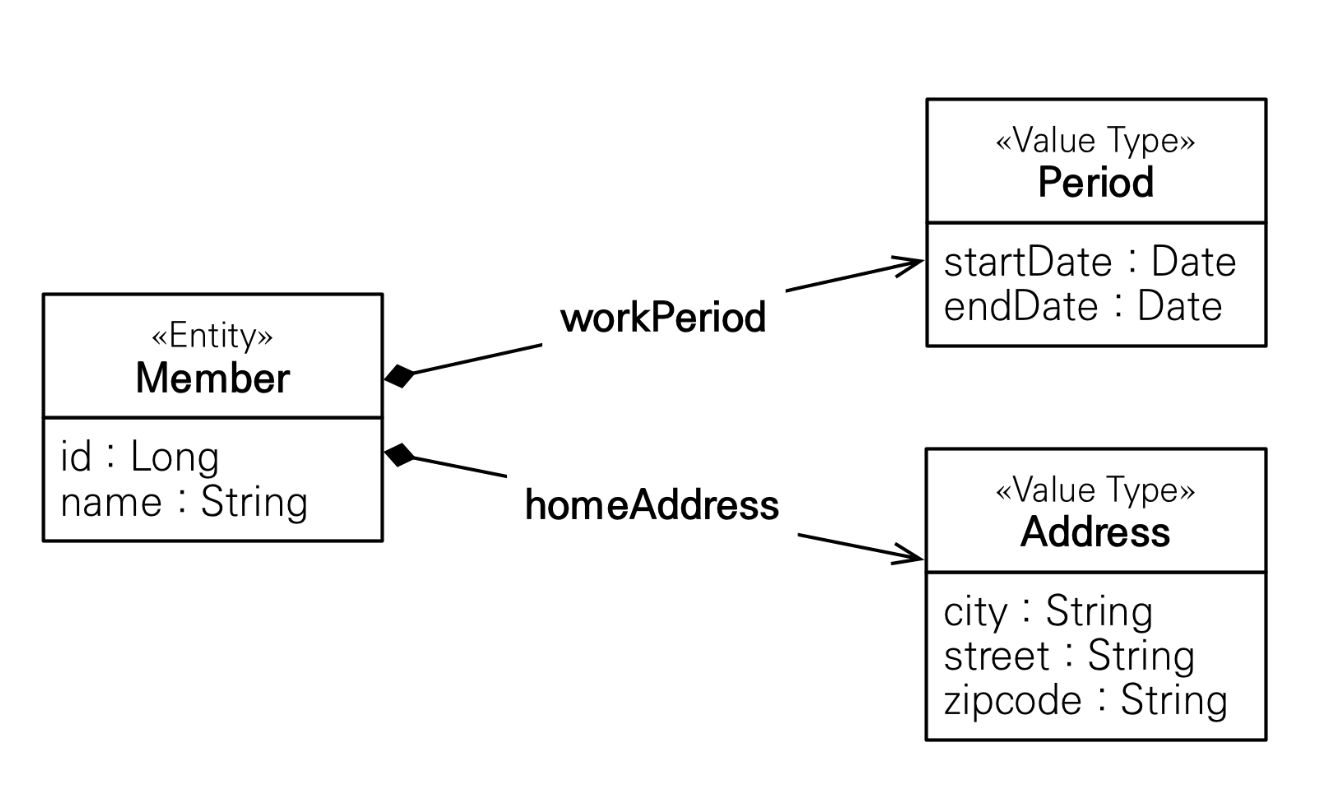 «Entity»
Member
id : Long
name : String
workPeriod
homeAddress
«Value Type»
Period
startDate : Date
endDate : Date
«Value Type»
Address
city : String
street : String
zipcode : String